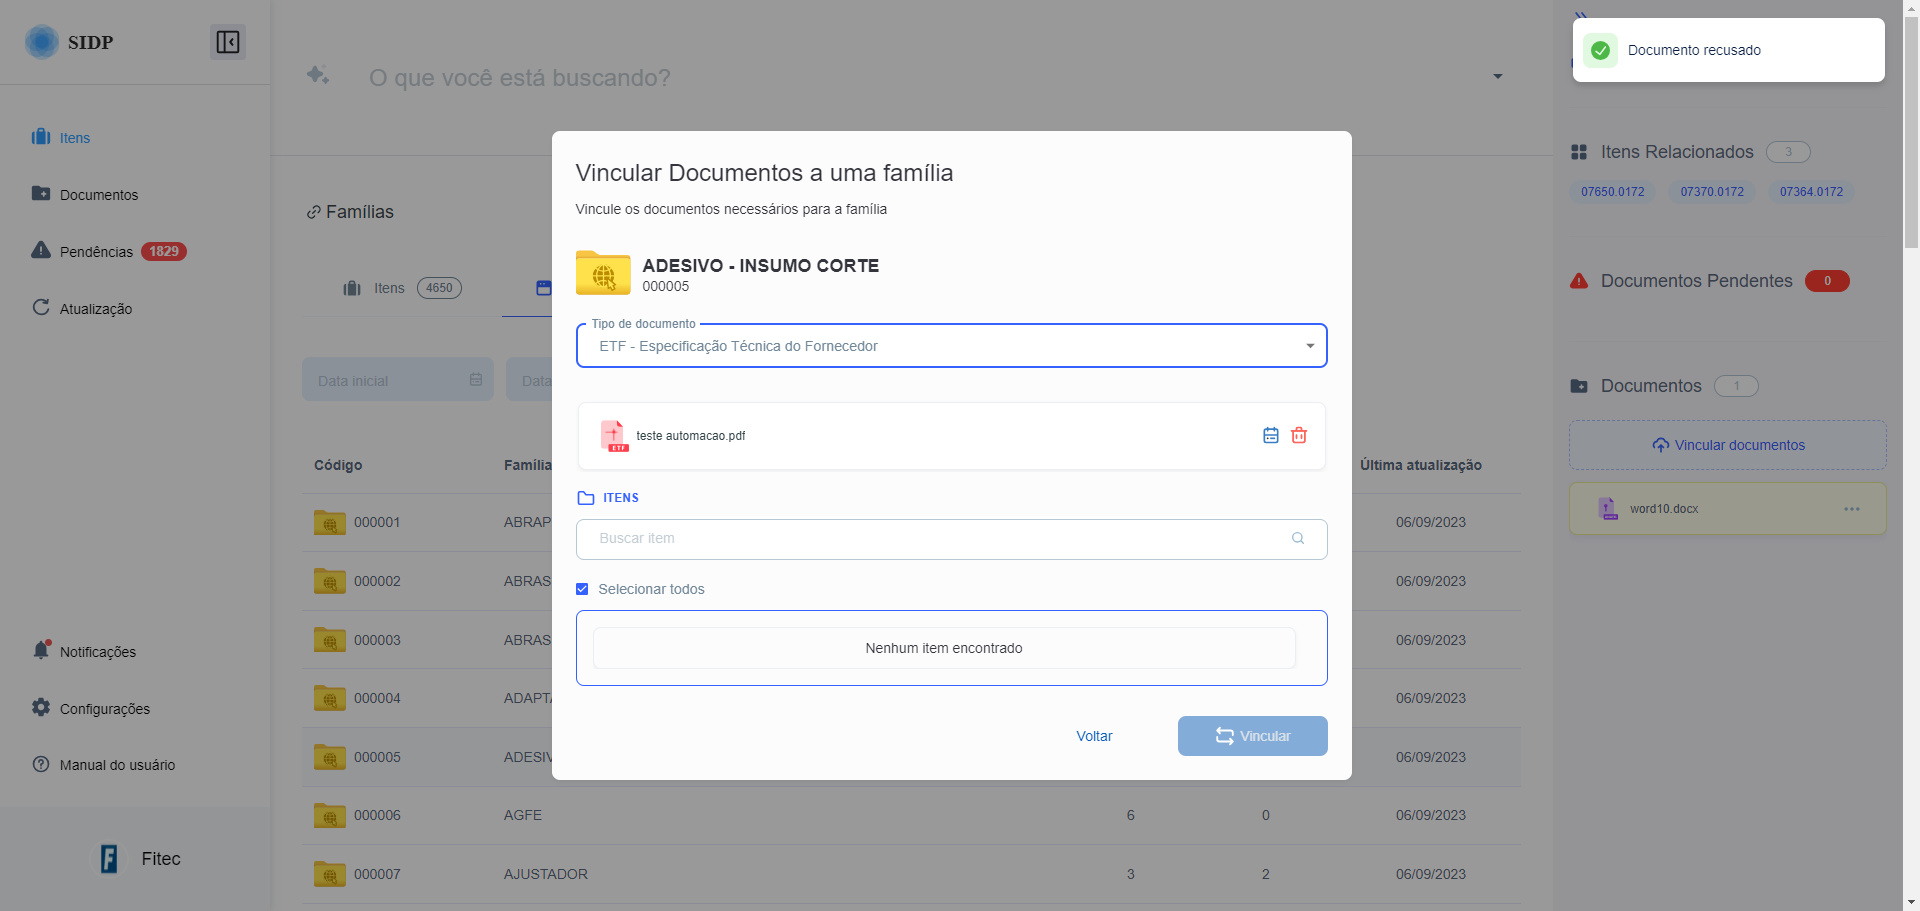 SIDP
Itens
Documentos
Pendências 1829
Atualização
Notificações
Configurações
Manual do usuário
Fitec
O que você está buscando?
Famílias
Itens 4650
Data inicial
Data
Código
Família
Última atualização
000001 ABRAP 06/09/2023
000002 ABRAS 06/09/2023
000003 ABRAS 06/09/2023
000004 ADAPTA 06/09/2023
000005 ADESIV 06/09/2023
000006 AGFE 6 0 06/09/2023
000007 AJUSTADOR 3 2 06/09/2023
Vincular Documentos a uma família
Vincule os documentos necessários para a família
ADESIVO - INSUMO CORTE
000005
Tipo de documento
ETF - Especificação Técnica do Fornecedor
ETF
teste automacao.pdf
ITENS
Buscar item
Selecionar todos
Nenhum item encontrado
Voltar
Vincular
Documento recusado
Itens Relacionados 3
07650.0172 07370.0172 07364.0172
Documentos Pendentes 0
Documentos 1
Vincular documentos
word10.docx